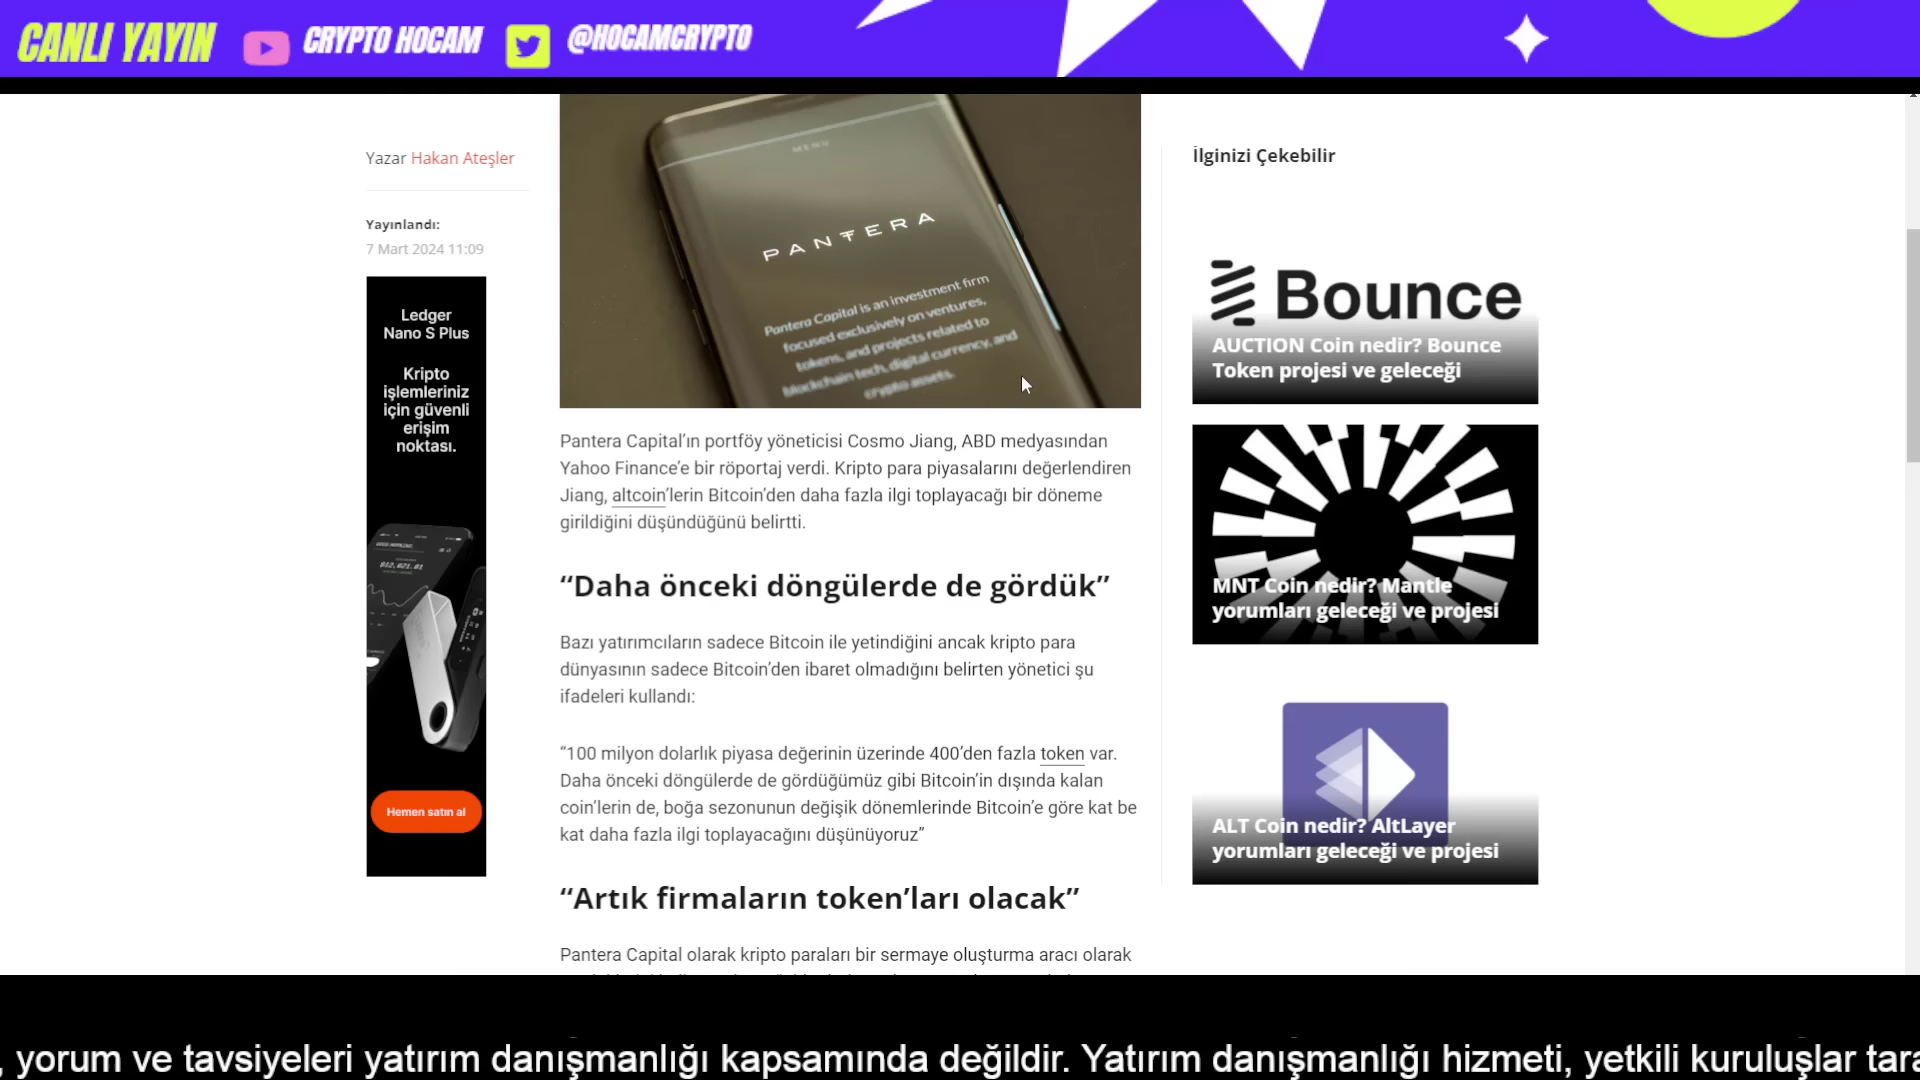 CANLI YAYIN
CRYPTO HOCAM
@HOCAMCRYPTO
Yazar Hakan Ateşler
Yayınlandı:
7 Mart 2024 11:09
Ledger
Nano S Plus
Kripto
işlemleriniz
için güvenli
erişim
noktası.
$12,021.01
Hemen satın al
MENU
PANTERA
Pantera Capital is an investment firm
focused exclusively on ventures,
tokens, and projects related to
blockchain tech, digital currency, and
crypto assets.
Pantera Capital’ın portföy yöneticisi Cosmo Jiang, ABD medyasından
Yahoo Finance’e bir röportaj verdi. Kripto para piyasalarını değerlendiren
Jiang, altcoin’lerin Bitcoin’den daha fazla ilgi toplayacağı bir döneme
girildiğini düşündüğünü belirtti.
“Daha önceki döngülerde de gördük”
Bazı yatırımcıların sadece Bitcoin ile yetindiğini ancak kripto para
dünyasının sadece Bitcoin’den ibaret olmadığını belirten yönetici şu
ifadeleri kullandı:
“100 milyon dolarlık piyasa değerinin üzerinde 400’den fazla token var.
Daha önceki döngülerde de gördüğümüz gibi Bitcoin’in dışında kalan
coin’lerin de, boğa sezonunun değişik dönemlerinde Bitcoin’e göre kat be
kat daha fazla ilgi toplayacağını düşünüyoruz”
“Artık firmaların token’ları olacak”
Pantera Capital olarak kripto paraları bir sermaye oluşturma aracı olarak
İlginizi Çekebilir
Bounce
AUCTION Coin nedir? Bounce
Token projesi ve geleceği
MNT Coin nedir? Mantle
yorumları geleceği ve projesi
ALT Coin nedir? AltLayer
yorumları geleceği ve projesi
, yorum ve tavsiyeleri yatırım danışmanlığı kapsamında değildir. Yatırım danışmanlığı hizmeti, yetkili kuruluşlar tara